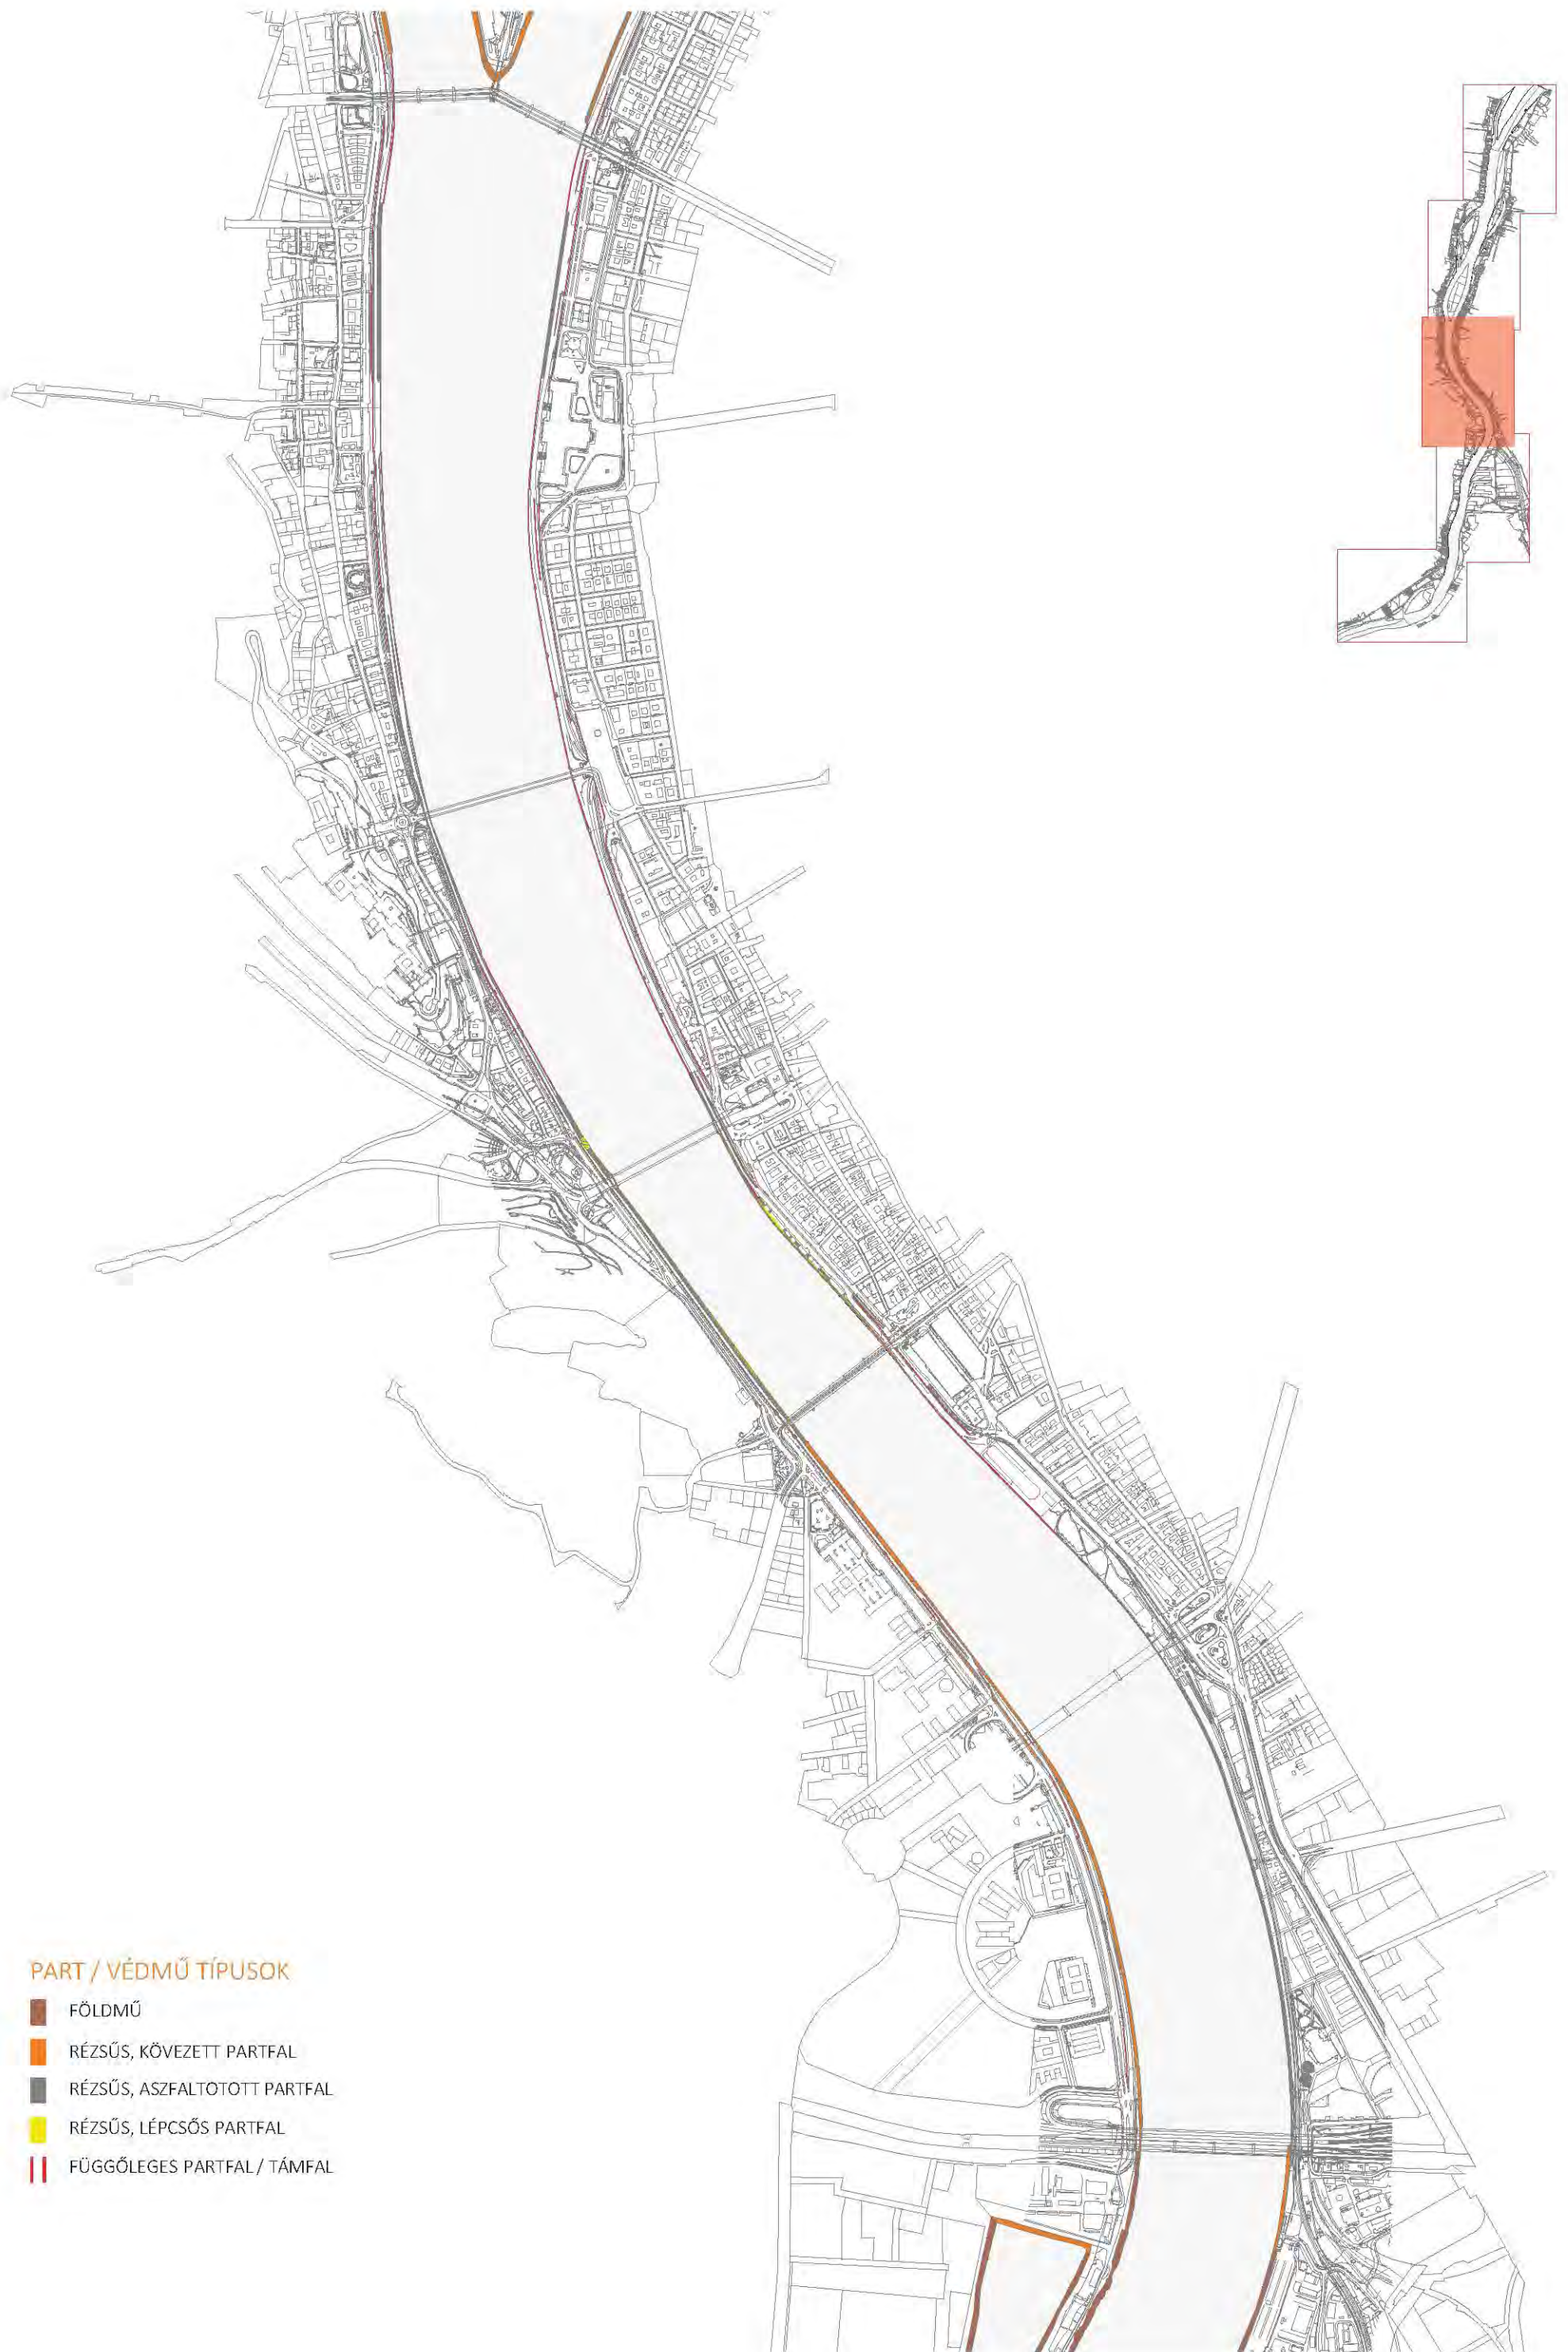 PART / VÉDMŰ TÍPUSOK
FÖLDMŰ
RÉZSŰS, KÖVEZETT PARTFAL
RÉZSŰS, ASZFALTOTOTT PARTFAL
RÉZSŰS, LÉPCSŐS PARTFAL
FÜGGŐLEGES PARTFAL / TÁMFAL